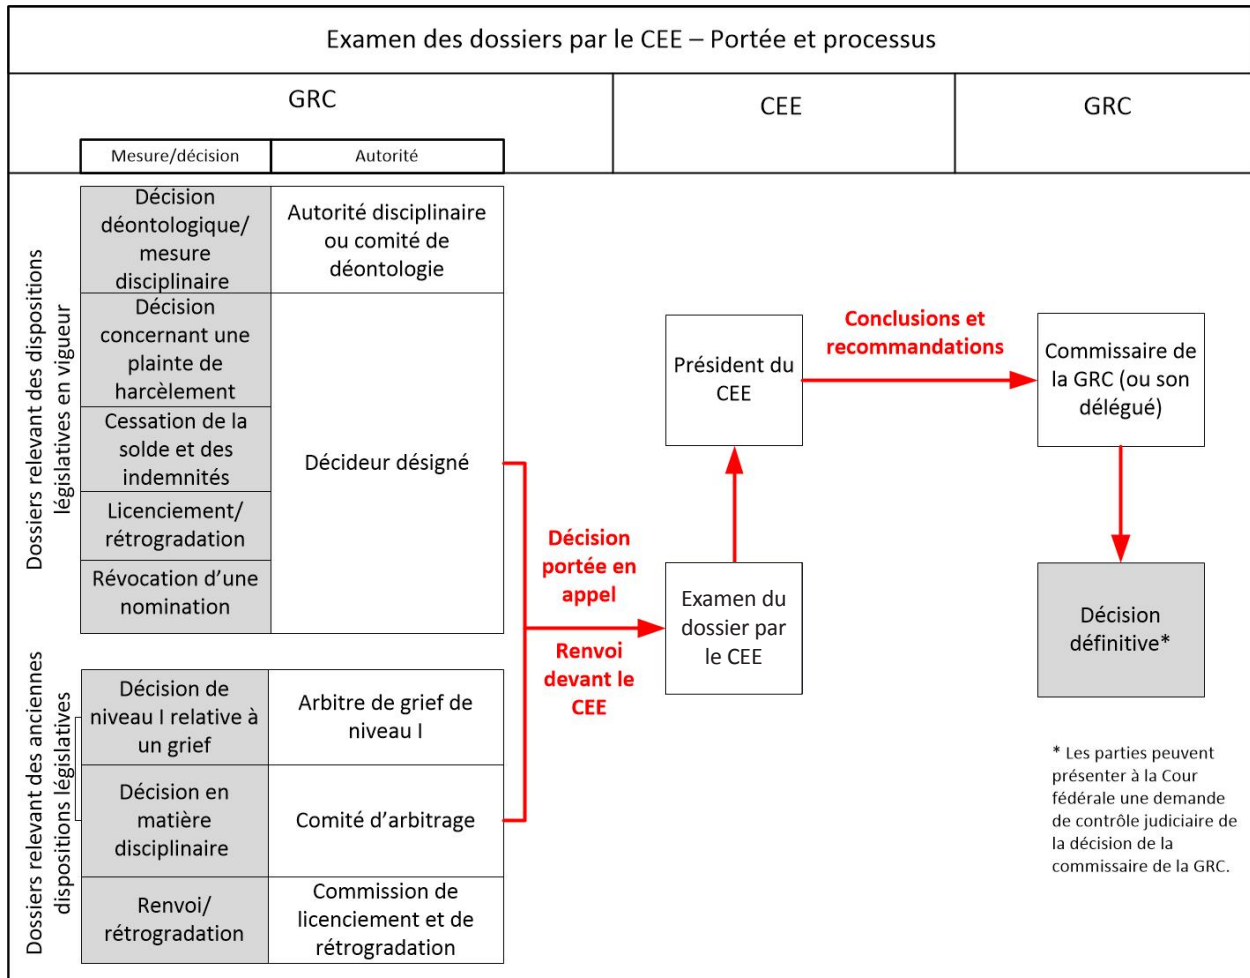 Examen des dossiers par le CEE – Portée et processus
GRC
CEE
GRC
Mesure/décision
Autorité
Dossiers relevant des dispositions
législatives en vigueur
Décision
déontologique/
mesure
disciplinaire
Autorité disciplinaire
ou comité de
déontologie
Décision
concernant une
plainte de
harcèlement
Cessation de la
solde et des
indemnités
Licenciement/
rétrogradation
Révocation d’une
nomination
Décideur désigné
Dossiers relevant des anciennes
dispositions législatives
Décision de
niveau I relative à
un grief
Arbitre de grief de
niveau I
Décision en
matière
disciplinaire
Comité d’arbitrage
Renvoi/
rétrogradation
Commission de
licenciement et de
rétrogradation
Décision
portée en
appel
Renvoi
devant le
CEE
Examen du
dossier par
le CEE
Président du
CEE
Conclusions et
recommandations
Commissaire de
la GRC (ou son
délégué)
Décision
définitive*
* Les parties peuvent
présenter à la Cour
fédérale une demande
de contrôle judiciaire de
la décision de la
commissaire de la GRC.